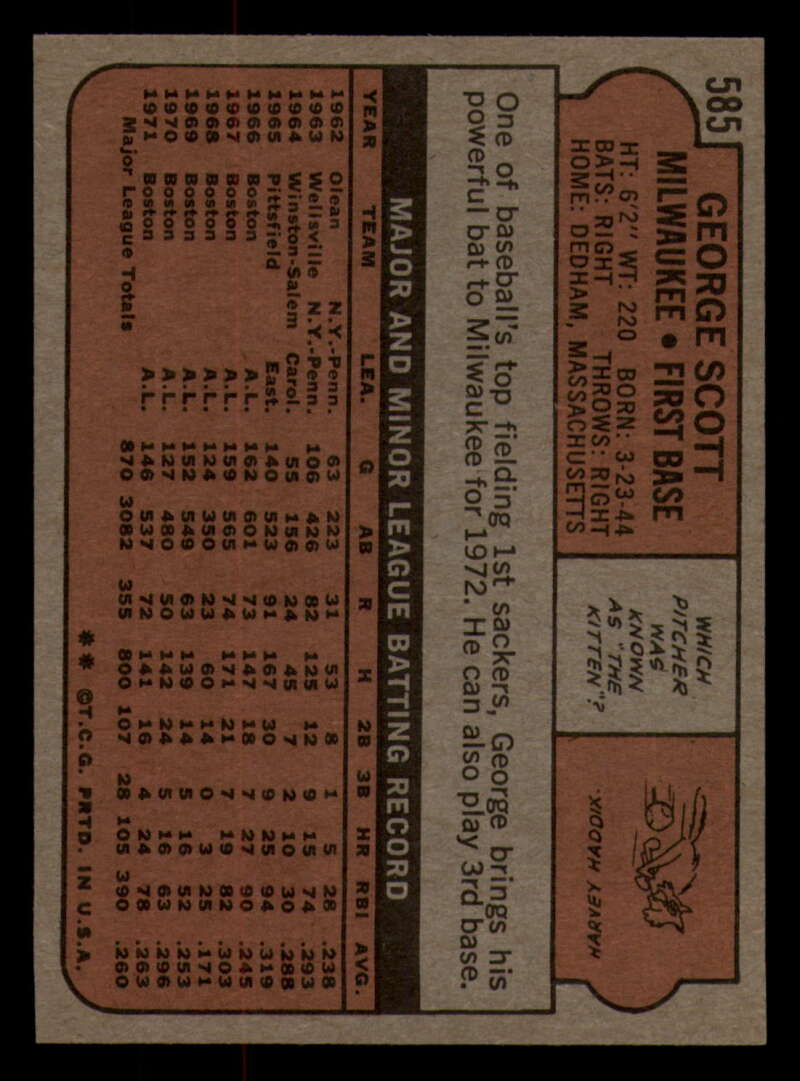 585
GEORGE SCOTT
MILWAUKEE • FIRST BASE
HT: 6'2" WT: 220 BORN: 3-23-44
BATS: RIGHT THROWS: RIGHT
HOME: DEDHAM, MASSACHUSETTS
WHICH
PITCHER
WAS
KNOWN
AS "THE
KITTEN"?
HARVEY HADDIX.
One of baseball's top fielding 1st sackers, George brings his
powerful bat to Milwaukee for 1972. He can also play 3rd base.
MAJOR AND MINOR LEAGUE BATTING RECORD
YEAR TEAM LEA. G AB R H 2B 3B HR RBI AVG.
1962 Olean N.Y.-Penn. 63 223 31 53 8 1 5 28 .238
1963 Wellsville N.Y.-Penn. 106 426 82 125 12 9 15 74 .293
1964 Winston-Salem Carol. 55 156 24 45 7 2 10 30 .288
1965 Pittsfield East. 140 523 91 167 30 9 25 94 .319
1966 Boston A.L. 162 601 73 147 18 7 27 90 .245
1967 Boston A.L. 159 565 74 171 21 7 19 82 .303
1968 Boston A.L. 124 350 23 60 14 0 3 25 .171
1969 Boston A.L. 152 549 63 139 14 5 16 52 .253
1970 Boston A.L. 127 480 50 142 24 5 16 63 .296
1971 Boston A.L. 146 537 72 141 16 4 24 78 .263
Major League Totals 870 3082 355 800 107 28 105 390 .260
** ©T.C.G. PRTD. IN U.S.A.